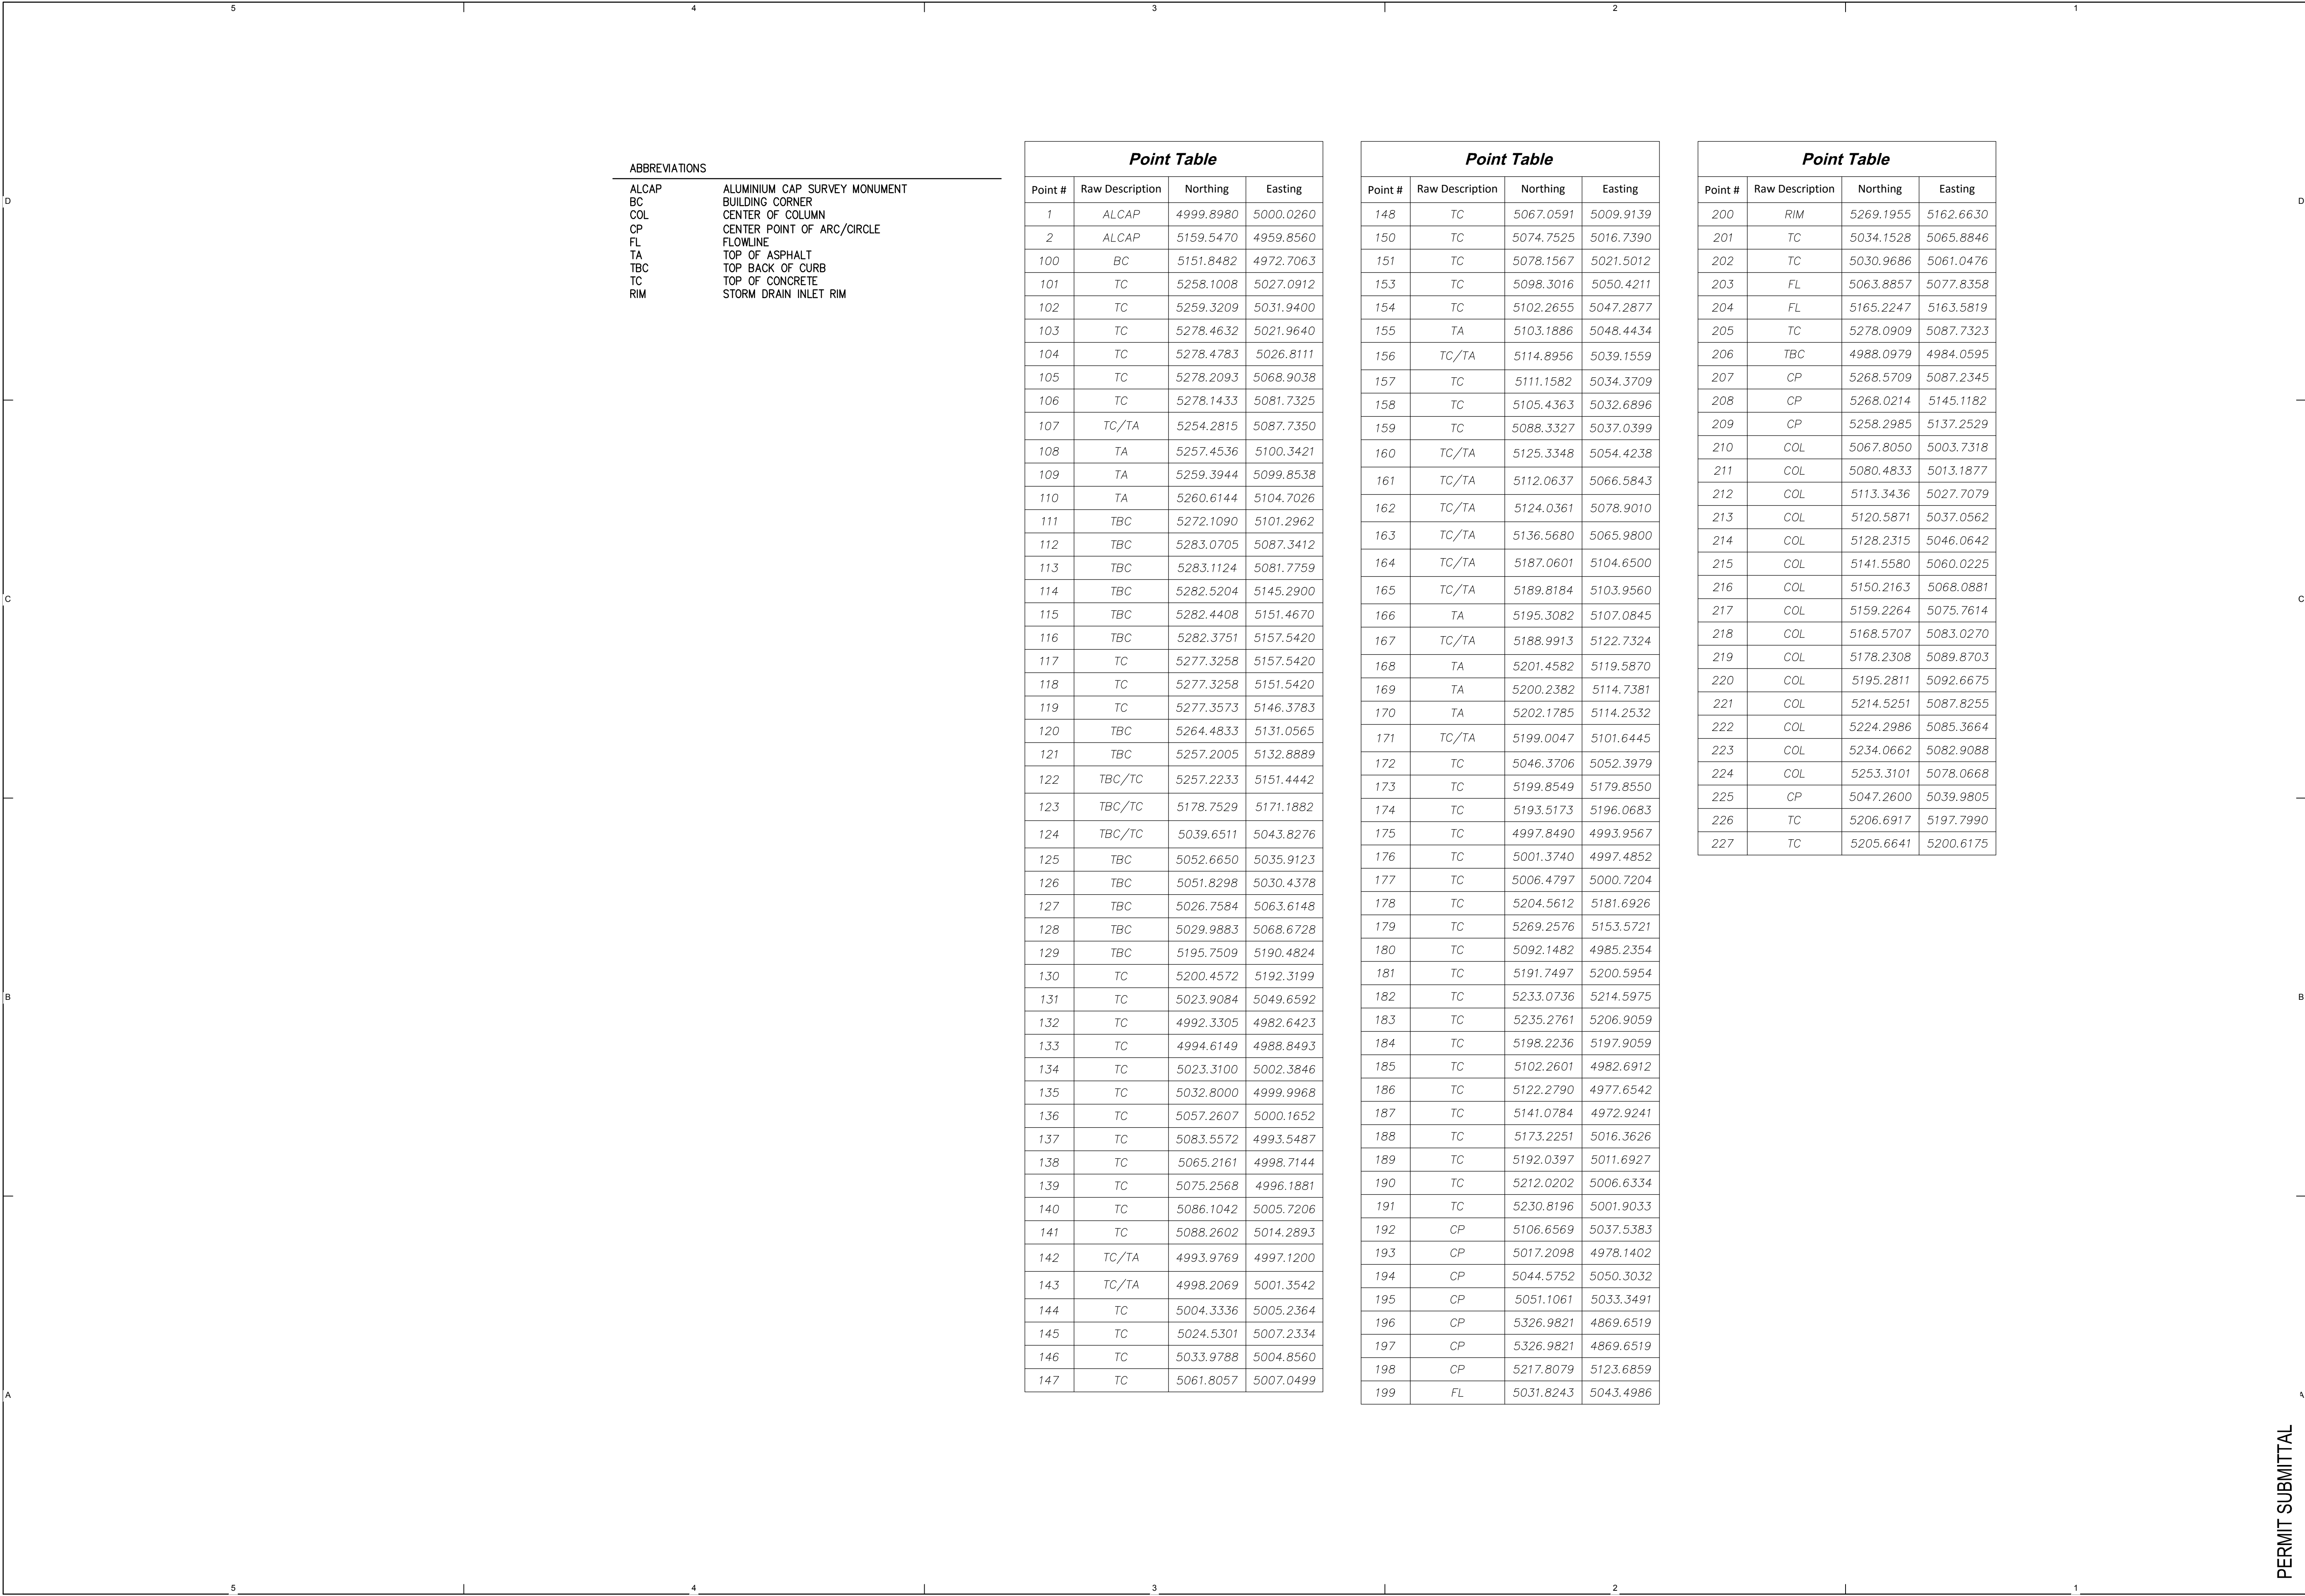 5 4 3 2 1
D
C
B
A
ABBREVIATIONS
ALCAP ALUMINIUM CAP SURVEY MONUMENT
BC BUILDING CORNER
COL CENTER OF COLUMN
CP CENTER POINT OF ARC/CIRCLE
FL FLOWLINE
TA TOP OF ASPHALT
TBC TOP BACK OF CURB
TC TOP OF CONCRETE
RIM STORM DRAIN INLET RIM
Point Table
Point # Raw Description Northing Easting
1 ALCAP 4999.8980 5000.0260
2 ALCAP 5159.5470 4959.8560
100 BC 5151.8482 4972.7063
101 TC 5258.1008 5027.0912
102 TC 5259.3209 5031.9400
103 TC 5278.4632 5021.9640
104 TC 5278.4783 5026.8111
105 TC 5278.2093 5068.9038
106 TC 5278.1433 5081.7325
107 TC/TA 5254.2815 5087.7350
108 TA 5257.4536 5100.3421
109 TA 5259.3944 5099.8538
110 TA 5260.6144 5104.7026
111 TBC 5272.1090 5101.2962
112 TBC 5283.0705 5087.3412
113 TBC 5283.1124 5081.7759
114 TBC 5282.5204 5145.2900
115 TBC 5282.4408 5151.4670
116 TBC 5282.3751 5157.5420
117 TC 5277.3258 5157.5420
118 TC 5277.3258 5151.5420
119 TC 5277.3573 5146.3783
120 TBC 5264.4833 5131.0565
121 TBC 5257.2005 5132.8889
122 TBC/TC 5257.2233 5151.4442
123 TBC/TC 5178.7529 5171.1882
124 TBC/TC 5039.6511 5043.8276
125 TBC 5052.6650 5035.9123
126 TBC 5051.8298 5030.4378
127 TBC 5026.7584 5063.6148
128 TBC 5029.9883 5068.6728
129 TBC 5195.7509 5190.4824
130 TC 5200.4572 5192.3199
131 TC 5023.9084 5049.6592
132 TC 4992.3305 4982.6423
133 TC 4994.6149 4988.8493
134 TC 5023.3100 5002.3846
135 TC 5032.8000 4999.9968
136 TC 5057.2607 5000.1652
137 TC 5083.5572 4993.5487
138 TC 5065.2161 4998.7144
139 TC 5075.2568 4996.1881
140 TC 5086.1042 5005.7206
141 TC 5088.2602 5014.2893
142 TC/TA 4993.9769 4997.1200
143 TC/TA 4998.2069 5001.3542
144 TC 5004.3336 5005.2364
145 TC 5024.5301 5007.2334
146 TC 5033.9788 5004.8560
147 TC 5061.8057 5007.0499
Point Table
Point # Raw Description Northing Easting
148 TC 5067.0591 5009.9139
150 TC 5074.7525 5016.7390
151 TC 5078.1567 5021.5012
153 TC 5098.3016 5050.4211
154 TC 5102.2655 5047.2877
155 TA 5103.1886 5048.4434
156 TC/TA 5114.8956 5039.1559
157 TC 5111.1582 5034.3709
158 TC 5105.4363 5032.6896
159 TC 5088.3327 5037.0399
160 TC/TA 5125.3348 5054.4238
161 TC/TA 5112.0637 5066.5843
162 TC/TA 5124.0361 5078.9010
163 TC/TA 5136.5680 5065.9800
164 TC/TA 5187.0601 5104.6500
165 TC/TA 5189.8184 5103.9560
166 TA 5195.3082 5107.0845
167 TC/TA 5188.9913 5122.7324
168 TA 5201.4582 5119.5870
169 TA 5200.2382 5114.7381
170 TA 5202.1785 5114.2532
171 TC/TA 5199.0047 5101.6445
172 TC 5046.3706 5052.3979
173 TC 5199.8549 5179.8550
174 TC 5193.5173 5196.0683
175 TC 4997.8490 4993.9567
176 TC 5001.3740 4997.4852
177 TC 5006.4797 5000.7204
178 TC 5204.5612 5181.6926
179 TC 5269.2576 5153.5721
180 TC 5092.1482 4985.2354
181 TC 5191.7497 5200.5954
182 TC 5233.0736 5214.5975
183 TC 5235.2761 5206.9059
184 TC 5198.2236 5197.9059
185 TC 5102.2601 4982.6912
186 TC 5122.2790 4977.6542
187 TC 5141.0784 4972.9241
188 TC 5173.2251 5016.3626
189 TC 5192.0397 5011.6927
190 TC 5212.0202 5006.6334
191 TC 5230.8196 5001.9033
192 CP 5106.6569 5037.5383
193 CP 5017.2098 4978.1402
194 CP 5044.5752 5050.3032
195 CP 5051.1061 5033.3491
196 CP 5326.9821 4869.6519
197 CP 5326.9821 4869.6519
198 CP 5217.8079 5123.6859
199 FL 5031.8243 5043.4986
Point Table
Point # Raw Description Northing Easting
200 RIM 5269.1955 5162.6630
201 TC 5034.1528 5065.8846
202 TC 5030.9686 5061.0476
203 FL 5063.8857 5077.8358
204 FL 5165.2247 5163.5819
205 TC 5278.0909 5087.7323
206 TBC 4988.0979 4984.0595
207 CP 5268.5709 5087.2345
208 CP 5268.0214 5145.1182
209 CP 5258.2985 5137.2529
210 COL 5067.8050 5003.7318
211 COL 5080.4833 5013.1877
212 COL 5113.3436 5027.7079
213 COL 5120.5871 5037.0562
214 COL 5128.2315 5046.0642
215 COL 5141.5580 5060.0225
216 COL 5150.2163 5068.0881
217 COL 5159.2264 5075.7614
218 COL 5168.5707 5083.0270
219 COL 5178.2308 5089.8703
220 COL 5195.2811 5092.6675
221 COL 5214.5251 5087.8255
222 COL 5224.2986 5085.3664
223 COL 5234.0662 5082.9088
224 COL 5253.3101 5078.0668
225 CP 5047.2600 5039.9805
226 TC 5206.6917 5197.7990
227 TC 5205.6641 5200.6175
D
C
B
A
PERMIT SUBMITTAL
5 4 3 2 1